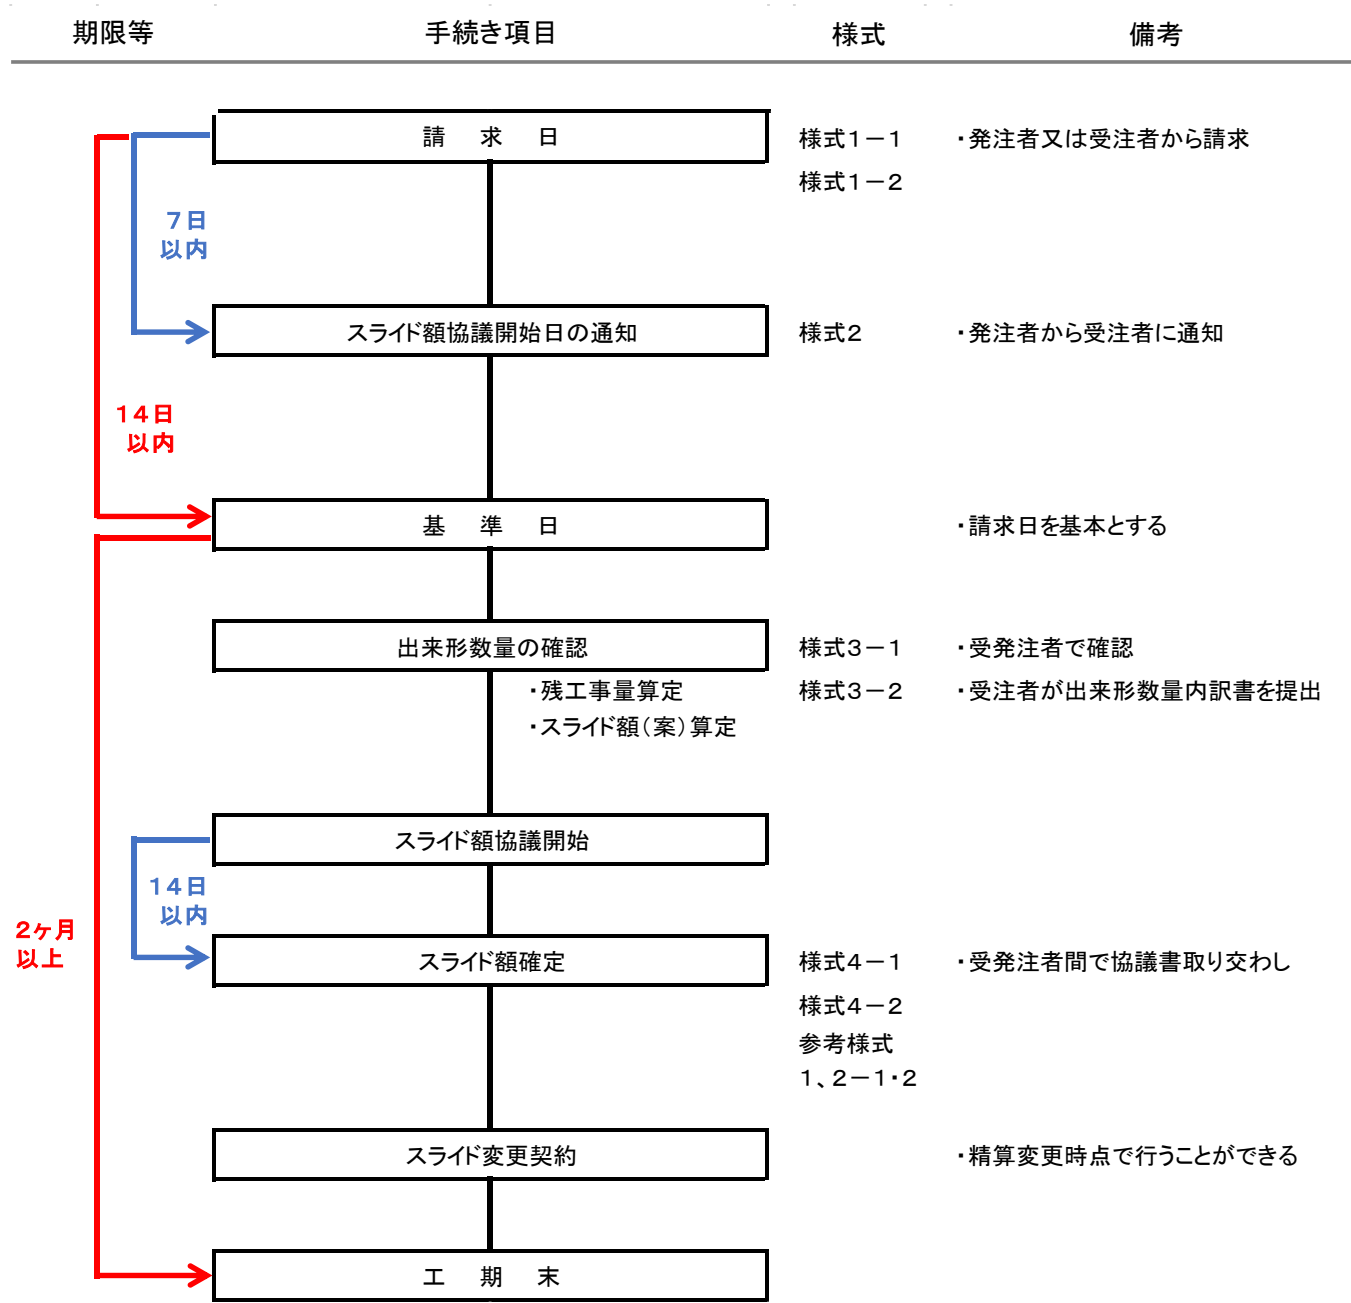 期限等　手続き項目　様式　備考
請　求　日　様式１－１　・発注者又は受注者から請求
様式１－２
７日
以内
スライド額協議開始日の通知　様式２　・発注者から受注者に通知
１４日
以内
基　準　日　・請求日を基本とする
出来形数量の確認　様式３－１　・受発注者で確認
・残工事量算定　様式３－２　・受注者が出来形数量内訳書を提出
・スライド額（案）算定
スライド額協議開始
１４日
以内
２ヶ月
以上
スライド額確定　様式４－１　・受発注者間で協議書取り交わし
様式４－２
参考様式
１、２－１・２
スライド変更契約　・精算変更時点で行うことができる
工　期　末